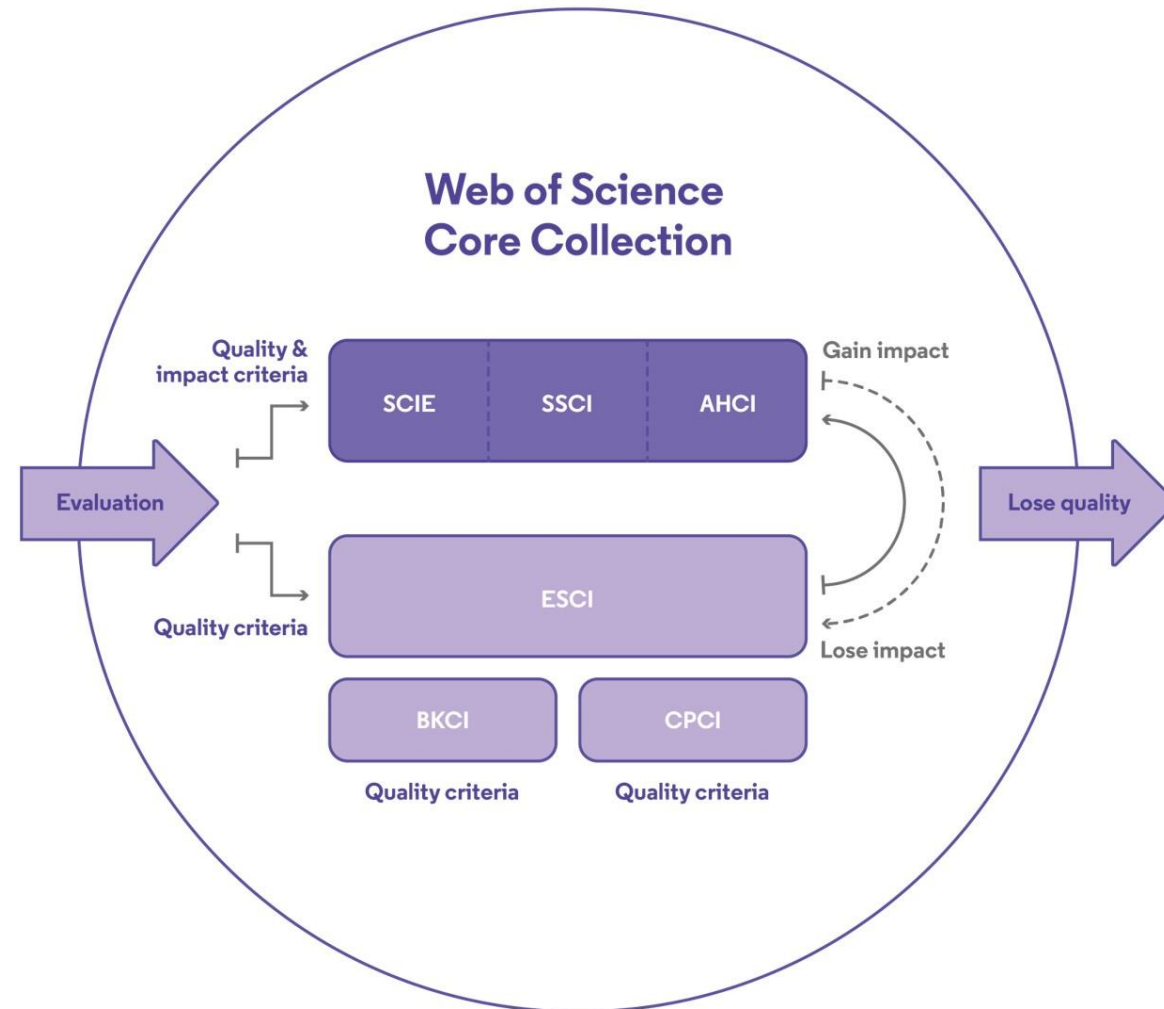 Web of Science
Core Collection
Quality &
impact criteria
SCIE
SSCI
AHCI
Gain impact
Evaluation
Lose quality
ESCI
Quality criteria
Lose impact
BKCI
CPCI
Quality criteria
Quality criteria